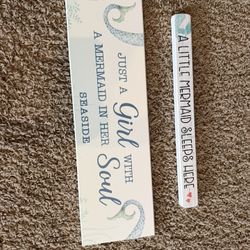 JUST A Girl WITH
A MERMAID IN HER Soul
SEASIDE
A LITTLE MERMAID SLEEPS HERE